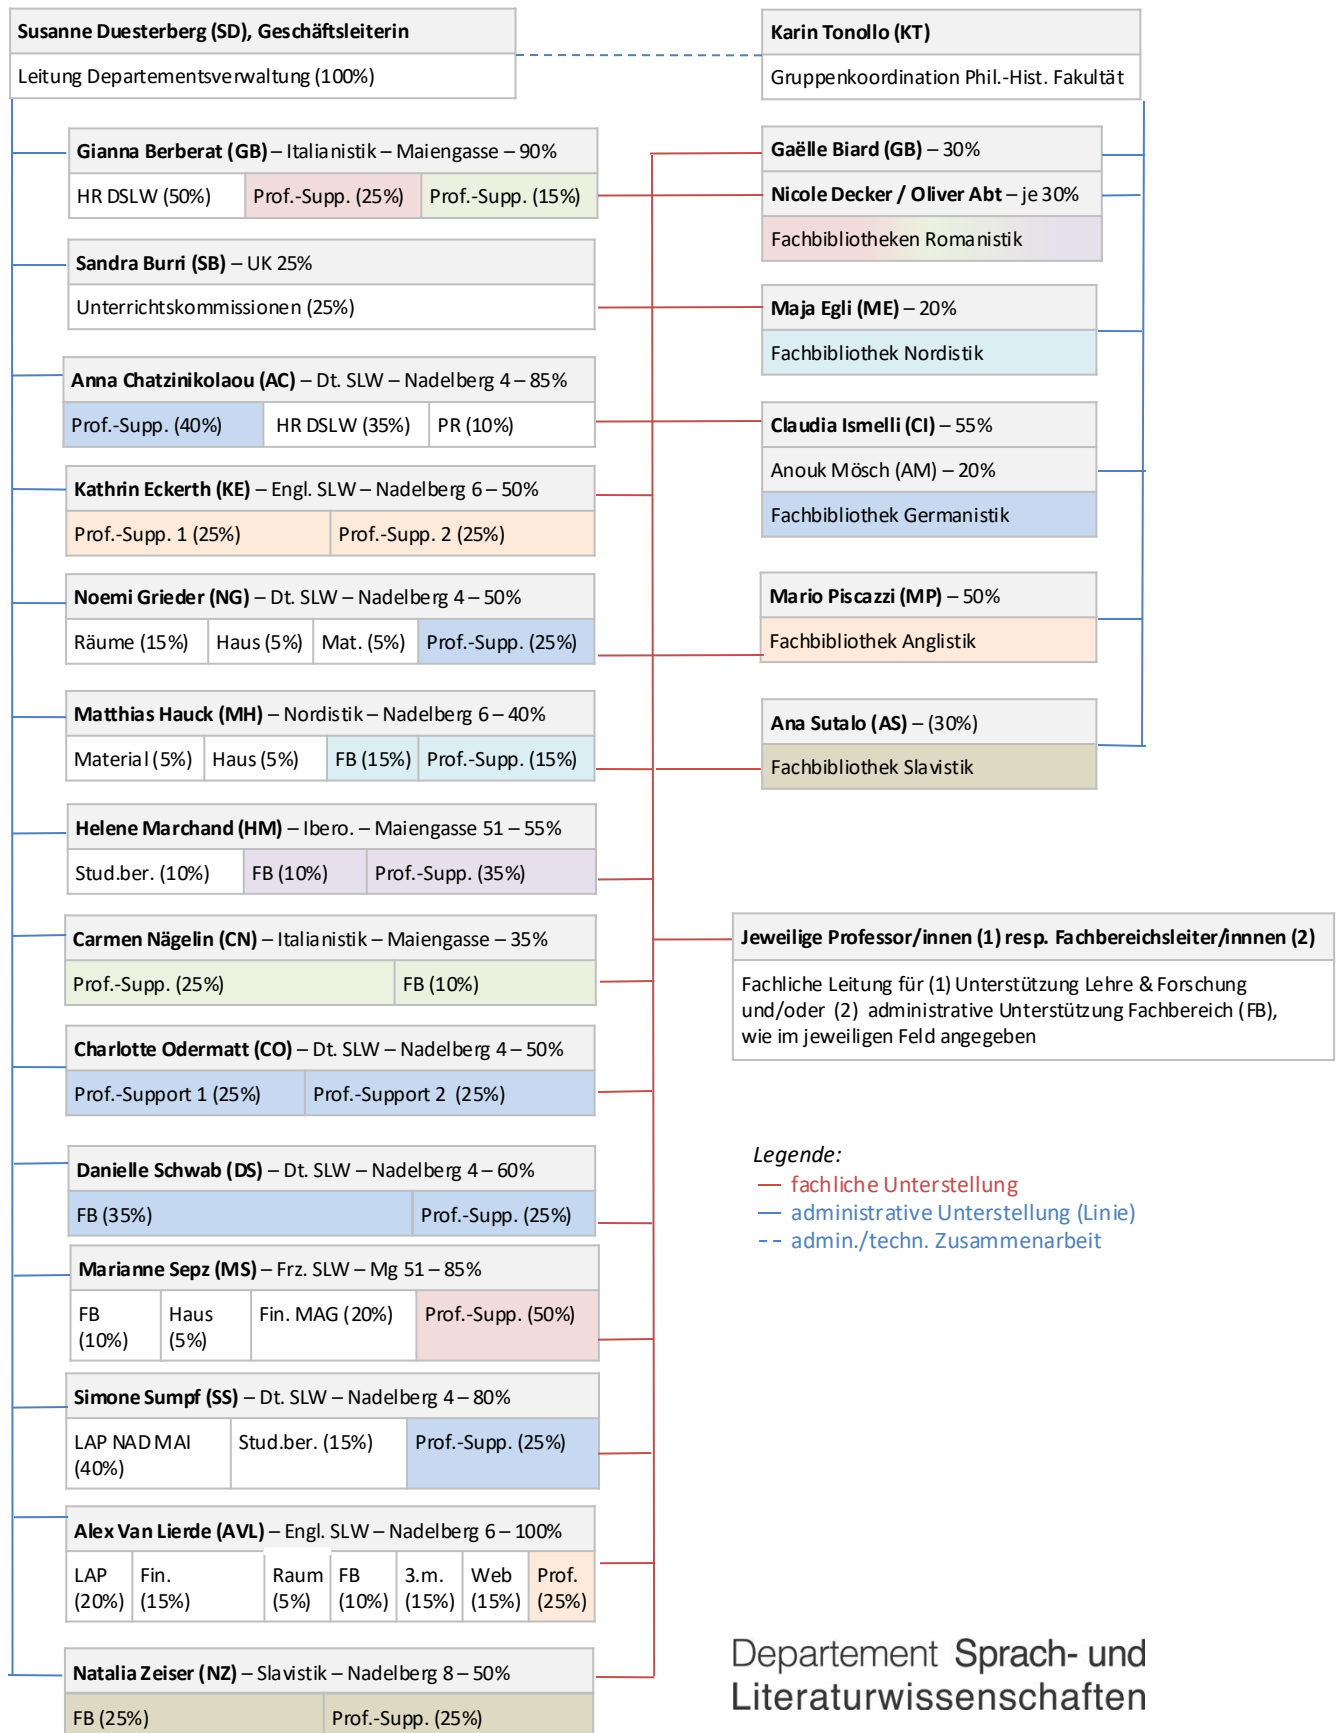 Susanne Duesterberg (SD), Geschäftsleiterin
Leitung Departementsverwaltung (100%)
Karin Tonollo (KT)
Gruppenkoordination Phil.-Hist. Fakultät
Gianna Berberat (GB) – Italianistik – Maiengasse – 90%
HR DSLW (50%)
Prof.-Supp. (25%)
Prof.-Supp. (15%)
Sandra Burri (SB) – UK 25%
Unterrichtskommissionen (25%)
Anna Chatzinikolaou (AC) – Dt. SLW – Nadelberg 4 – 85%
Prof.-Supp. (40%)
HR DSLW (35%)
PR (10%)
Kathrin Eckerth (KE) – Engl. SLW – Nadelberg 6 – 50%
Prof.-Supp. 1 (25%)
Prof.-Supp. 2 (25%)
Noemi Grieder (NG) – Dt. SLW – Nadelberg 4 – 50%
Räume (15%)
Haus (5%)
Mat. (5%)
Prof.-Supp. (25%)
Matthias Hauck (MH) – Nordistik – Nadelberg 6 – 40%
Material (5%)
Haus (5%)
FB (15%)
Prof.-Supp. (15%)
Helene Marchand (HM) – Ibero. – Maiengasse 51 – 55%
Stud.ber. (10%)
FB (10%)
Prof.-Supp. (35%)
Carmen Nägelin (CN) – Italianistik – Maiengasse – 35%
Prof.-Supp. (25%)
FB (10%)
Charlotte Odermatt (CO) – Dt. SLW – Nadelberg 4 – 50%
Prof.-Support 1 (25%)
Prof.-Support 2 (25%)
Danielle Schwab (DS) – Dt. SLW – Nadelberg 4 – 60%
FB (35%)
Prof.-Supp. (25%)
Marianne Sepz (MS) – Frz. SLW – Mg 51 – 85%
FB
(10%)
Haus
(5%)
Fin. MAG (20%)
Prof.-Supp. (50%)
Simone Sumpf (SS) – Dt. SLW – Nadelberg 4 – 80%
LAP NAD MAI
(40%)
Stud.ber. (15%)
Prof.-Supp. (25%)
Alex Van Lierde (AVL) – Engl. SLW – Nadelberg 6 – 100%
LAP
(20%)
Fin.
(15%)
Raum
(5%)
FB
(10%)
3.m.
(15%)
Web
(15%)
Prof.
(25%)
Natalia Zeiser (NZ) – Slavistik – Nadelberg 8 – 50%
FB (25%)
Prof.-Supp. (25%)
Gaëlle Biard (GB) – 30%
Nicole Decker / Oliver Abt – je 30%
Fachbibliotheken Romanistik
Maja Egli (ME) – 20%
Fachbibliothek Nordistik
Claudia Ismelli (CI) – 55%
Anouk Mösch (AM) – 20%
Fachbibliothek Germanistik
Mario Piscazzi (MP) – 50%
Fachbibliothek Anglistik
Ana Sutalo (AS) – (30%)
Fachbibliothek Slavistik
Jeweilige Professor/innen (1) resp. Fachbereichsleiter/innnen (2)
Fachliche Leitung für (1) Unterstützung Lehre & Forschung
und/oder (2) administrative Unterstützung Fachbereich (FB),
wie im jeweiligen Feld angegeben
Legende:
fachliche Unterstellung
administrative Unterstellung (Linie)
admin./techn. Zusammenarbeit
Departement Sprach- und
Literaturwissenschaften